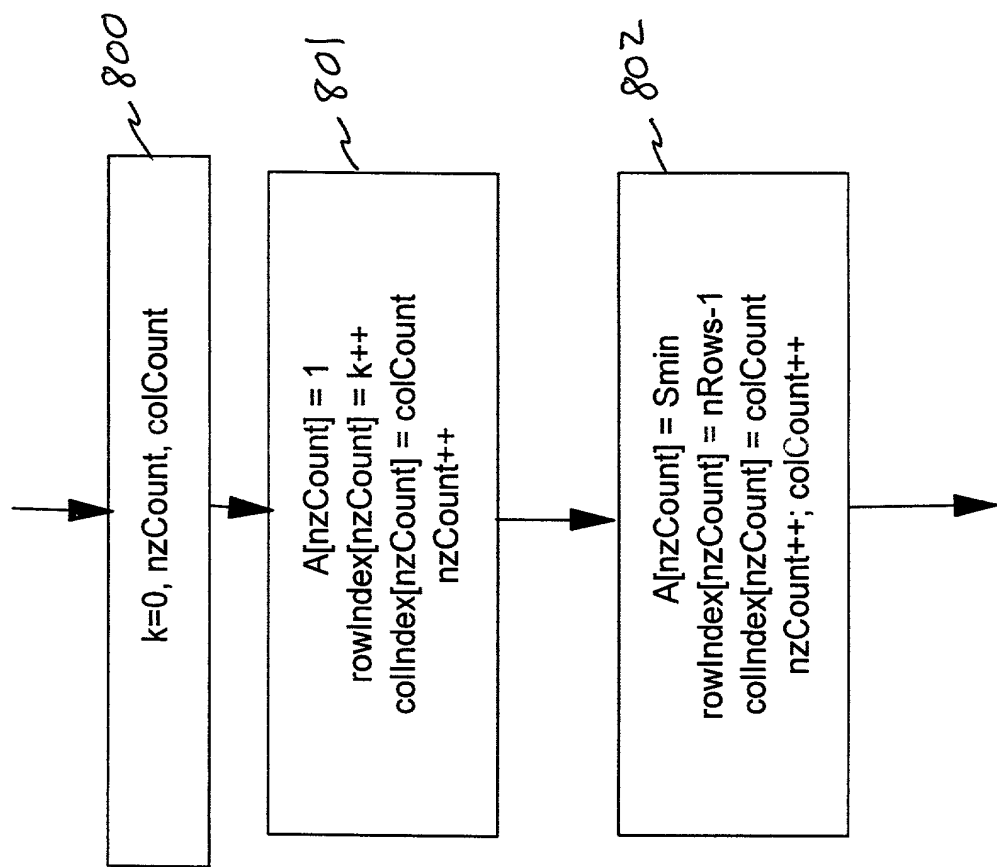 800
k=0, nzCount, colCount
801
A[nzCount] = 1
rowIndex[nzCount] = k++
colIndex[nzCount] = colCount
nzCount++
802
A[nzCount] = Smin
rowIndex[nzCount] = nRows-1
colIndex[nzCount] = colCount
nzCount++; colCount++